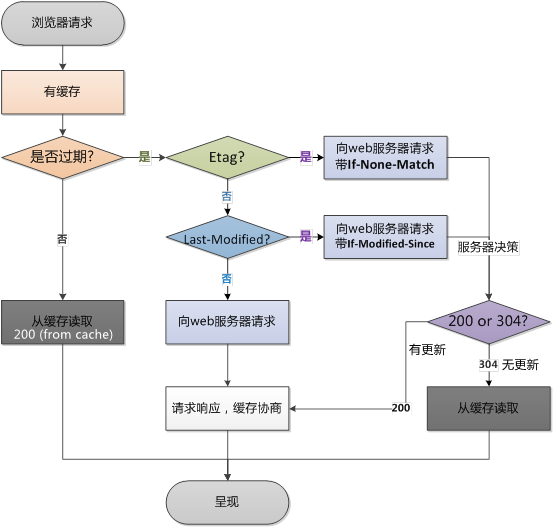 浏览器请求
有缓存
是否过期?
是
Etag?
是
向web服务器请求
带If-None-Match
否
否
Last-Modified?
是
向web服务器请求
带If-Modified-Since
服务器决策
否
从缓存读取
200 (from cache)
向web服务器请求
200 or 304?
有更新
304 无更新
请求响应，缓存协商
200
从缓存读取
呈现